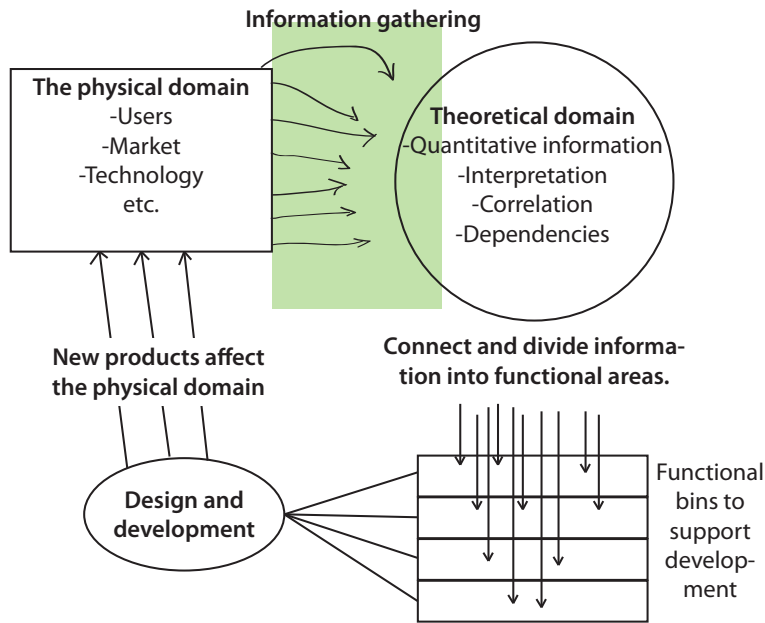 Information gathering
The physical domain
-Users
-Market
-Technology
etc.
Theoretical domain
-Quantitative information
-Interpretation
-Correlation
-Dependencies
New products affect
the physical domain
Connect and divide informa-
tion into functional areas.
Design and
development
Functional
bins to
support
develop-
ment